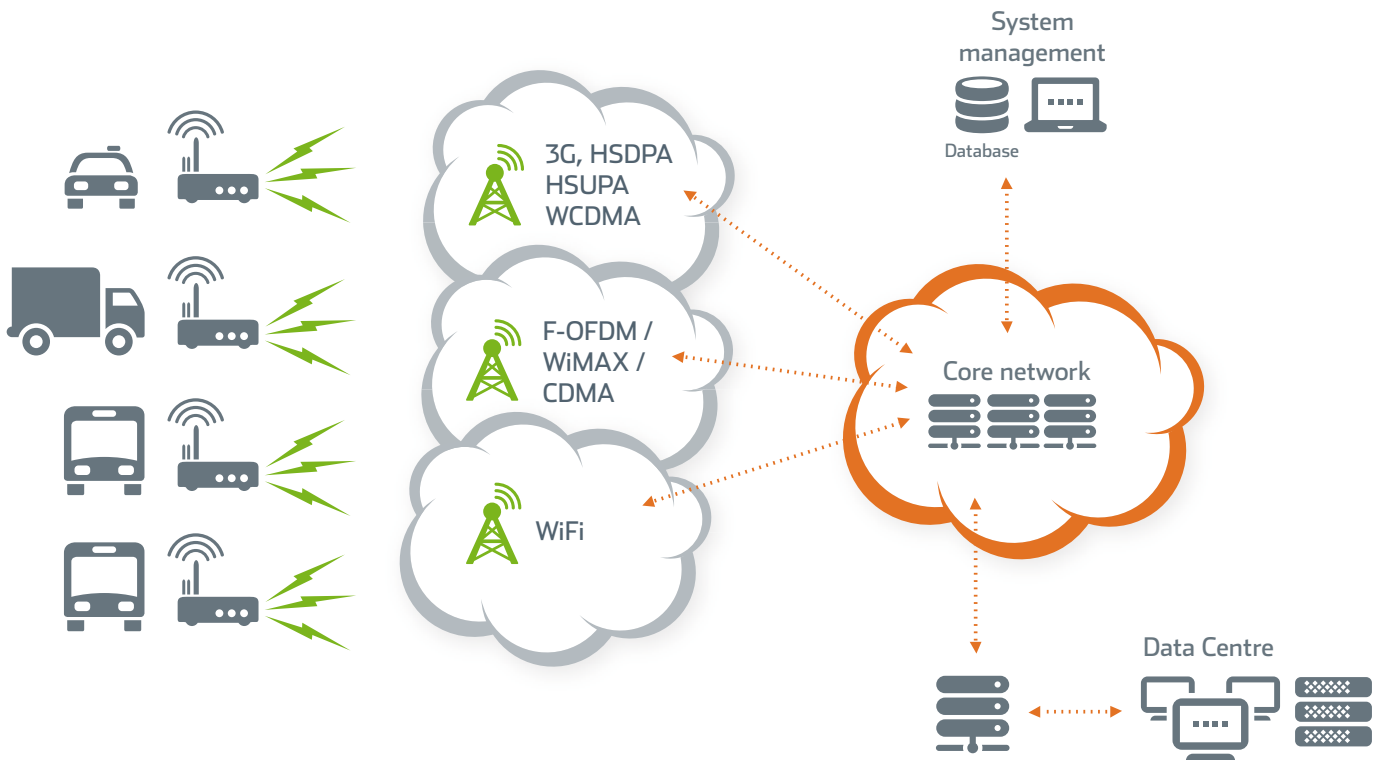 System
management
Database
3G, HSDPA
HSUPA
WCDMA
F-OFDM /
WiMAX /
CDMA
Core network
WiFi
Data Centre